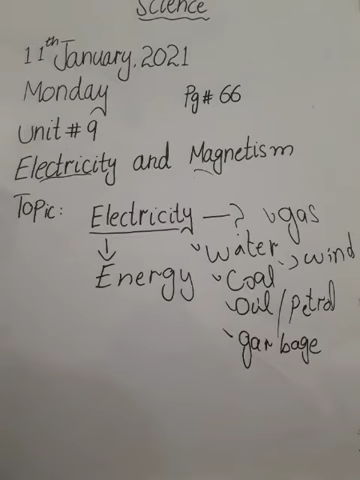 Science
11th January, 2021
Monday Pg# 66
Unit # 9
Electricity and Magnetism
Topic: Electricity → ? gas
Water wind
Energy Coal
Oil / Petrol
garbage